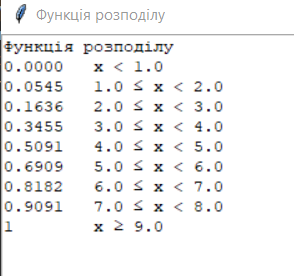 Функція розподілу
Функція розподілу
0.0000 x < 1.0
0.0545 1.0 ≤ x < 2.0
0.1636 2.0 ≤ x < 3.0
0.3455 3.0 ≤ x < 4.0
0.5091 4.0 ≤ x < 5.0
0.6909 5.0 ≤ x < 6.0
0.8182 6.0 ≤ x < 7.0
0.9091 7.0 ≤ x < 8.0
1 x ≥ 9.0